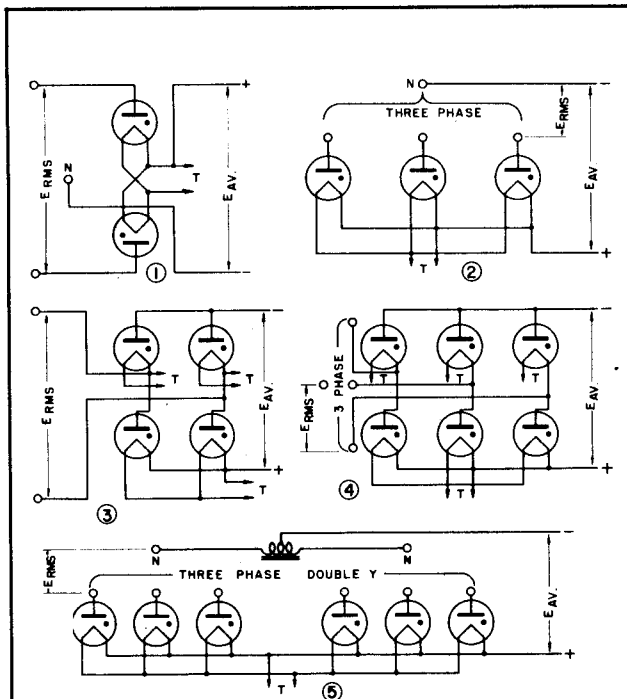 +
E RMS
N
T
E AV.
−
①
N
−
THREE PHASE
E RMS
E AV.
+
T
②
−
E RMS
T
T
E AV.
+
T
③
−
3 PHASE
T
T
T
E RMS
E AV.
+
T
④
−
N
N
E RMS
THREE PHASE DOUBLE Y
E AV.
+
T
⑤